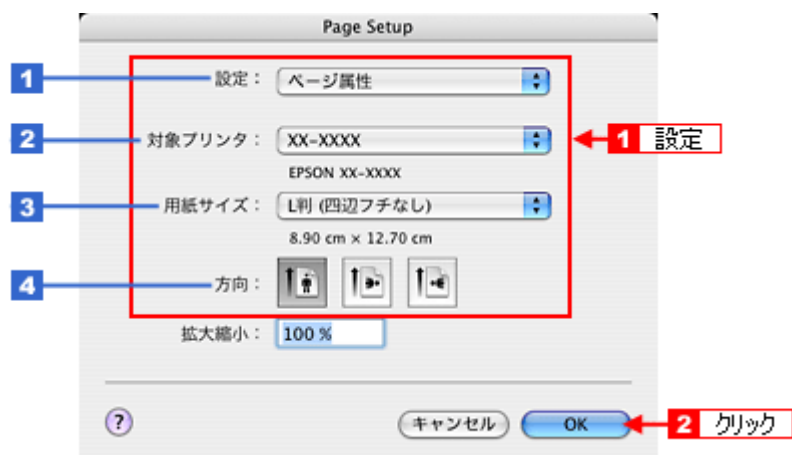 Page Setup
1 設定： ページ属性
2 対象プリンタ： XX-XXXX
1 設定
EPSON XX-XXXX
3 用紙サイズ： L判 (四辺フチなし)
8.90 cm × 12.70 cm
4 方向：
拡大縮小： 100 %
? キャンセル OK
2 クリック